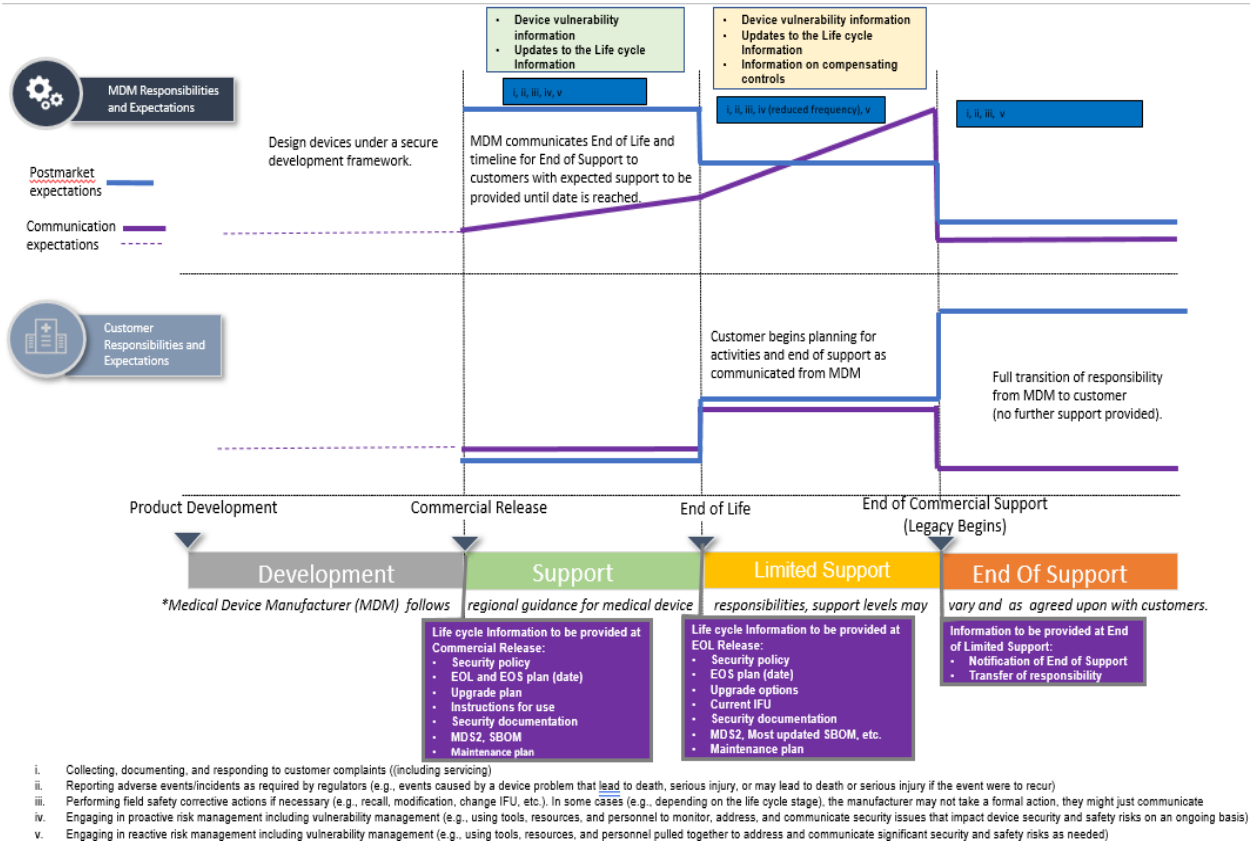 • Device vulnerability
information
• Updates to the Life cycle
Information
• Device vulnerability information
• Updates to the Life cycle
Information
• Information on compensating
controls
MDM Responsibilities
and Expectations
i, ii, iii, iv, v
i, ii, iii, iv (reduced frequency), v
i, ii, iii, v
Design devices under a secure
development framework.
MDM communicates End of Life and
timeline for End of Support to
customers with expected support to be
provided until date is reached.
Postmarket
expectations
Communication
expectations
Customer
Responsibilities and
Expectations
Customer begins planning for
activities and end of support as
communicated from MDM
Full transition of responsibility
from MDM to customer
(no further support provided).
Product Development
Commercial Release
End of Life
End of Commercial Support
(Legacy Begins)
Development
Support
Limited Support
End Of Support
*Medical Device Manufacturer (MDM) follows regional guidance for medical device responsibilities, support levels may vary and as agreed upon with customers.
Life cycle Information to be provided at
Commercial Release:
• Security policy
• EOL and EOS plan (date)
• Upgrade plan
• Instructions for use
• Security documentation
• MDS2, SBOM
• Maintenance plan
Life cycle Information to be provided at
EOL Release:
• Security policy
• EOS plan (date)
• Upgrade options
• Current IFU
• Security documentation
• MDS2, Most updated SBOM, etc.
• Maintenance plan
Information to be provided at End
of Limited Support:
• Notification of End of Support
• Transfer of responsibility
i. Collecting, documenting, and responding to customer complaints ((including servicing)
ii. Reporting adverse events/incidents as required by regulators (e.g., events caused by a device problem that lead to death, serious injury, or may lead to death or serious injury if the event were to recur)
iii. Performing field safety corrective actions if necessary (e.g., recall, modification, change IFU, etc.). In some cases (e.g., depending on the life cycle stage), the manufacturer may not take a formal action, they might just communicate
iv. Engaging in proactive risk management including vulnerability management (e.g., using tools, resources, and personnel to monitor, address, and communicate security issues that impact device security and safety risks on an ongoing basis)
v. Engaging in reactive risk management including vulnerability management (e.g., using tools, resources, and personnel pulled together to address and communicate significant security and safety risks as needed)